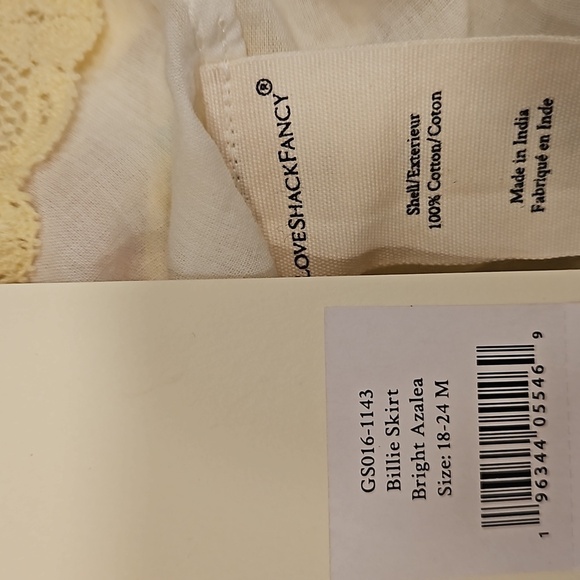 LOVESHACKFANCY®
Shell/Exterieur
100% Cotton/Coton
Made in India
Fabriqué en Inde
GS016-1143
Billie Skirt
Bright Azalea
Size: 18-24 M
1 96344 05546 9